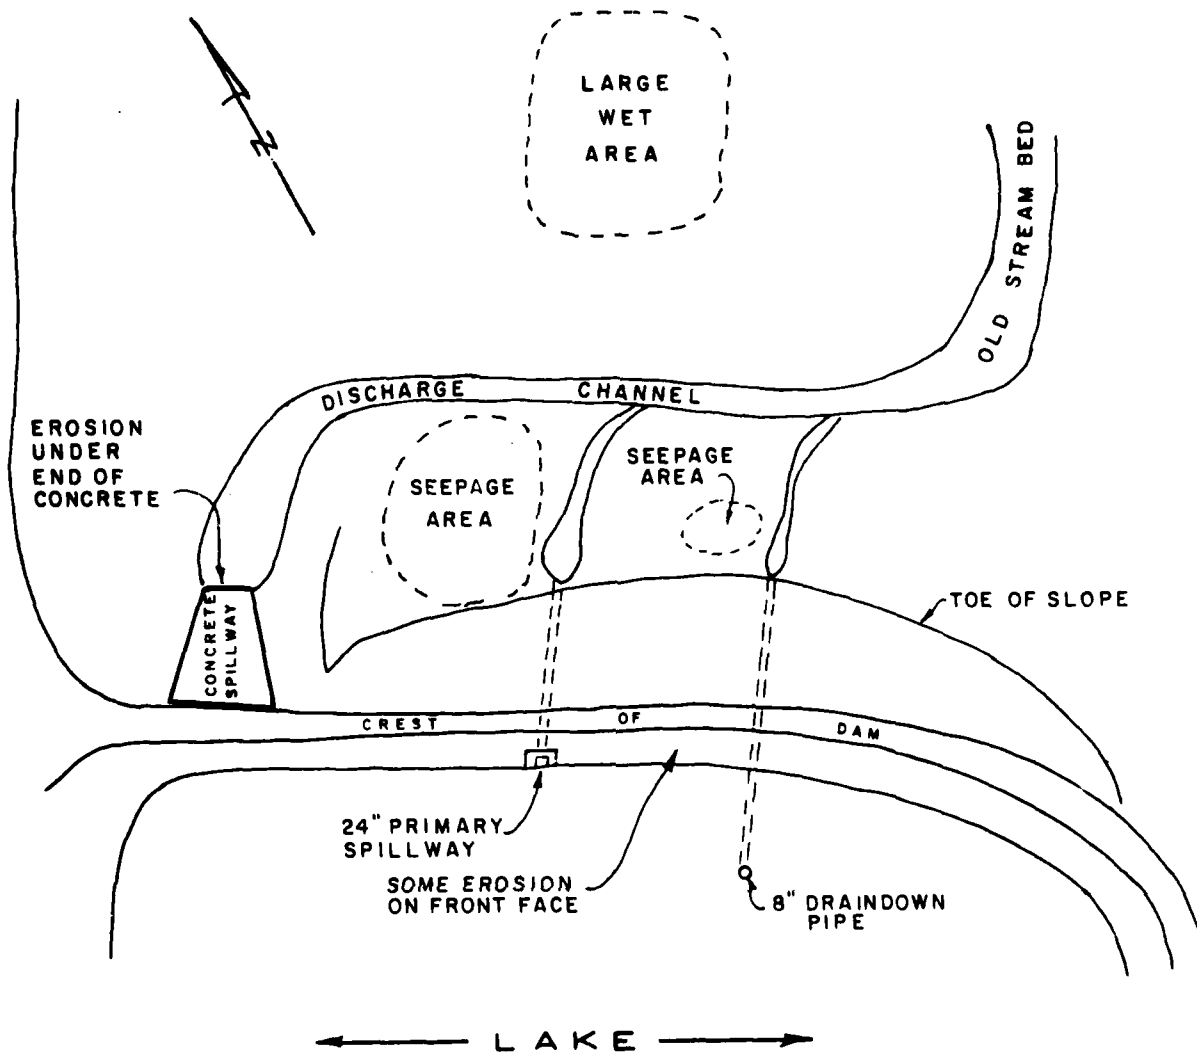 LARGE
WET
AREA
N
OLD STREAM BED
DISCHARGE CHANNEL
EROSION
UNDER
END OF
CONCRETE
SEEPAGE
AREA
SEEPAGE
AREA
CONCRETE
SPILLWAY
TOE OF SLOPE
CREST OF DAM
24" PRIMARY
SPILLWAY
SOME EROSION
ON FRONT FACE
8" DRAINDOWN
PIPE
LAKE